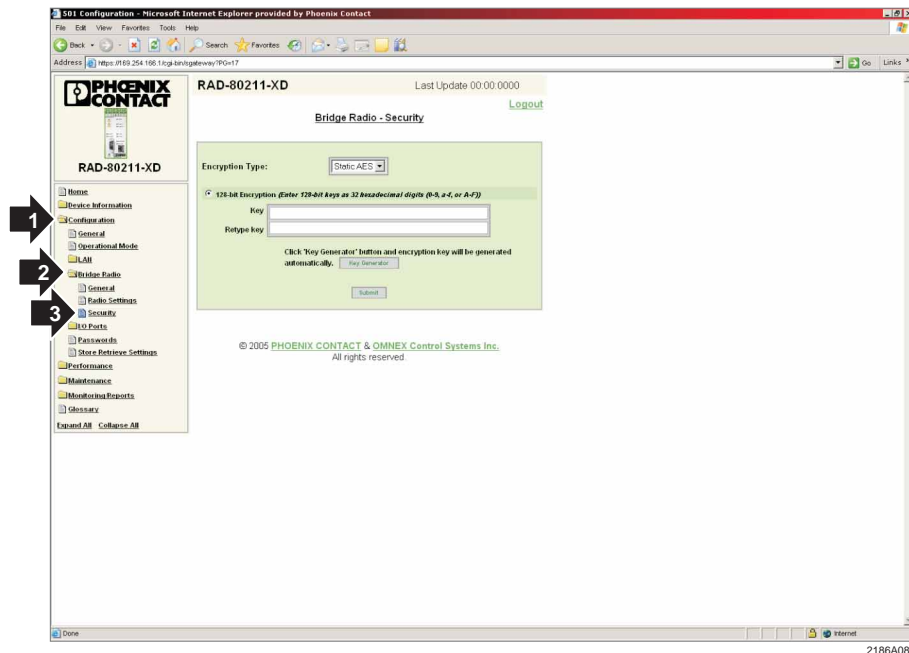 501 Configuration - Microsoft Internet Explorer provided by Phoenix Contact
File Edit View Favorites Tools Help
Back Search Favorites
Address https://169.254.166.1/cgi-bin/sgateway?PG=17 Go Links
PHŒNIX CONTACT
RAD-80211-XD
RAD-80211-XD Last Update 00:00:0000
Logout
Bridge Radio - Security
Home
Device Information
1 Configuration
General
Operational Mode
LAN
2 Bridge Radio
General
Radio Settings
3 Security
I/O Ports
Passwords
Store Retrieve Settings
Performance
Maintenance
Monitoring Reports
Glossary
Expand All Collapse All
Encryption Type: Static AES
128-bit Encryption (Enter 128-bit keys as 32 hexadecimal digits (0-9, a-f, or A-F))
Key
Retype key
Click 'Key Generator' button and encryption key will be generated
automatically. Key Generator
Submit
© 2005 PHOENIX CONTACT & OMNEX Control Systems Inc.
All rights reserved.
Done Internet
2186A08